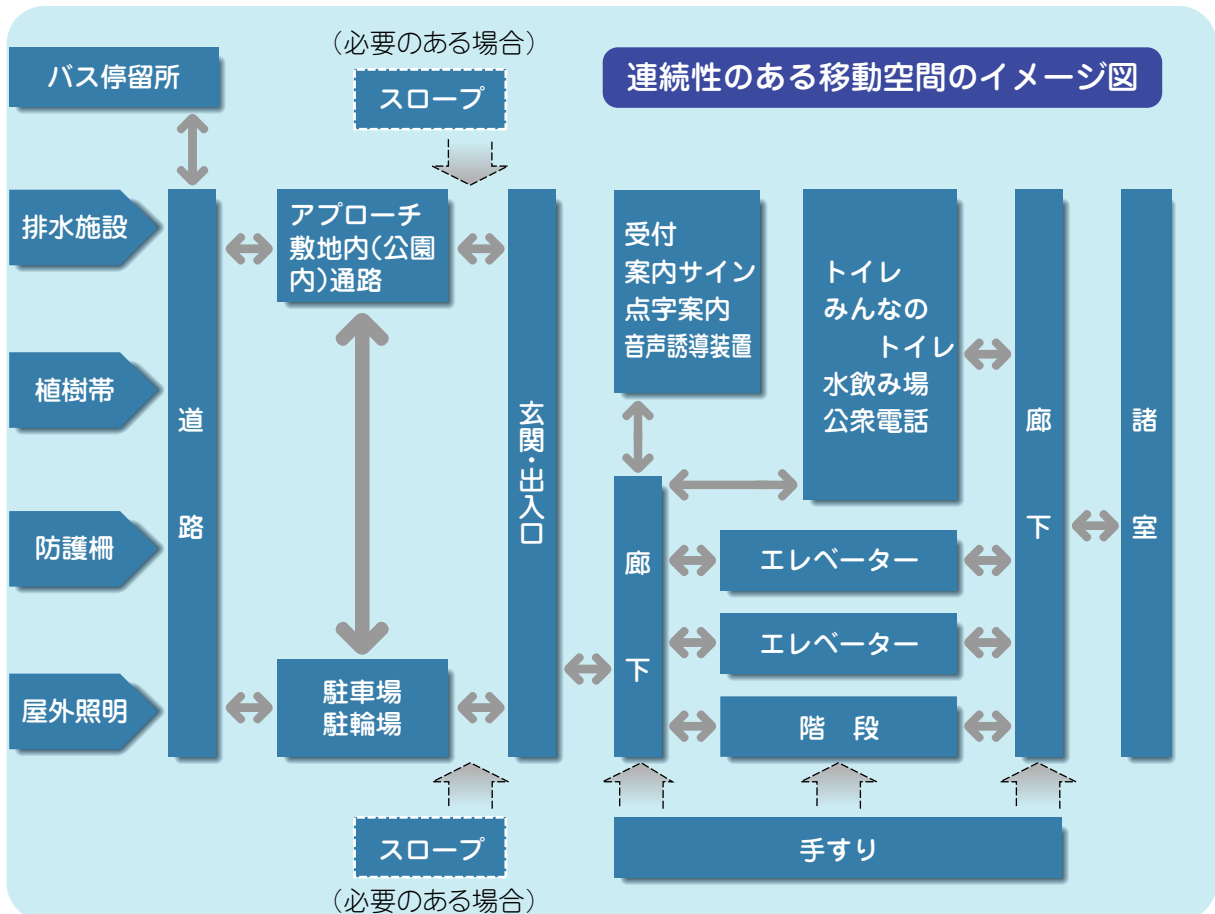 (必要のある場合)
連続性のある移動空間のイメージ図
バス停留所
スロープ
排水施設
植樹帯
防護柵
屋外照明
道路
アプローチ
敷地内(公園
内)通路
駐車場
駐輪場
玄関・出入口
受付
案内サイン
点字案内
音声誘導装置
トイレ
みんなの
トイレ
水飲み場
公衆電話
廊下
エレベーター
エレベーター
階 段
廊下
諸室
スロープ
(必要のある場合)
手すり